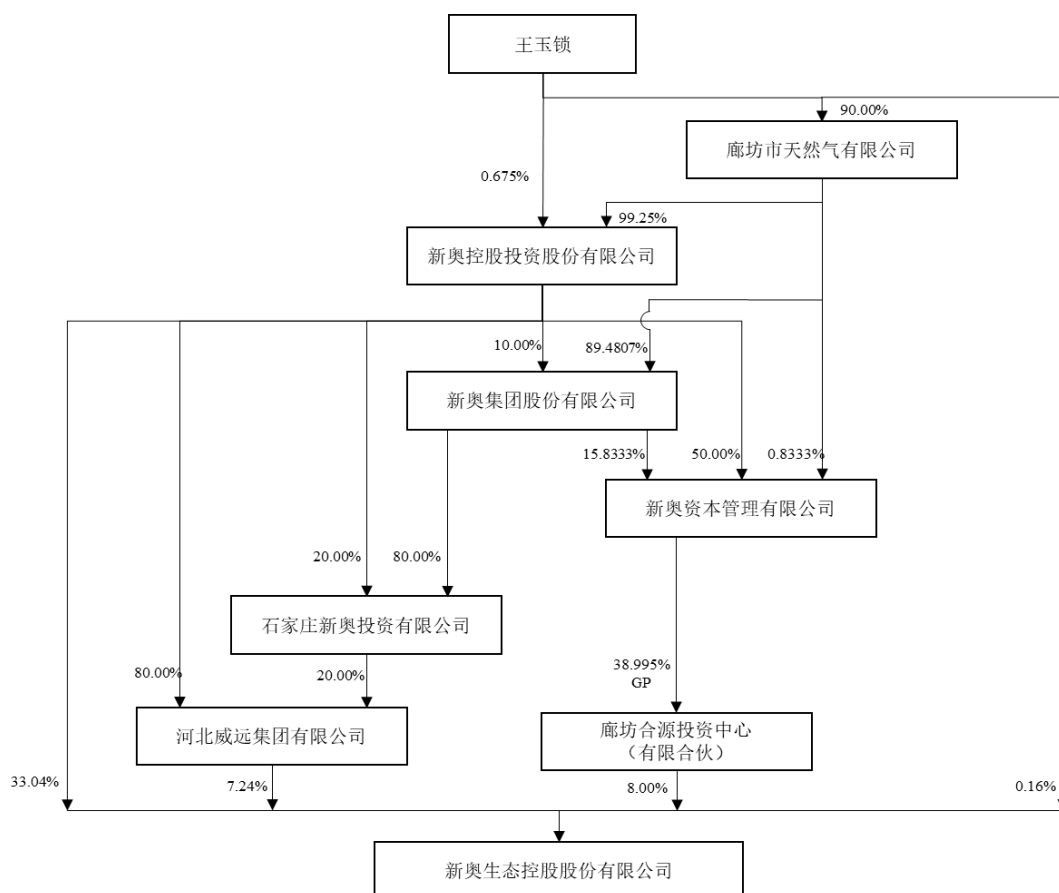 王玉锁
90.00%
廊坊市天然气有限公司
0.675%
99.25%
新奥控股投资股份有限公司
10.00%
89.4807%
新奥集团股份有限公司
15.8333%
50.00%
0.8333%
新奥资本管理有限公司
20.00%
80.00%
石家庄新奥投资有限公司
80.00%
20.00%
38.995%
GP
河北威远集团有限公司
廊坊合源投资中心
（有限合伙）
33.04%
7.24%
8.00%
0.16%
新奥生态控股股份有限公司